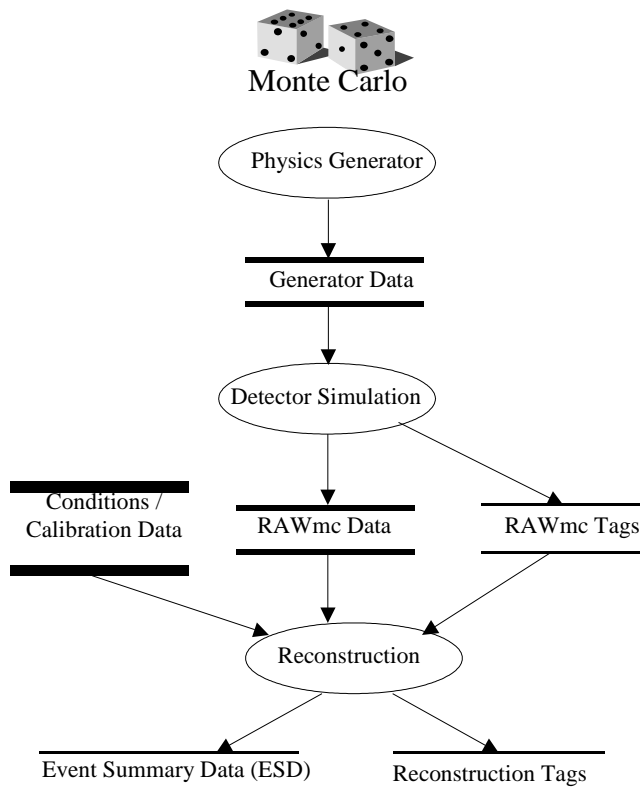 Monte Carlo
Physics Generator
Generator Data
Detector Simulation
Conditions /
Calibration Data
RAWmc Data
RAWmc Tags
Reconstruction
Event Summary Data (ESD)
Reconstruction Tags